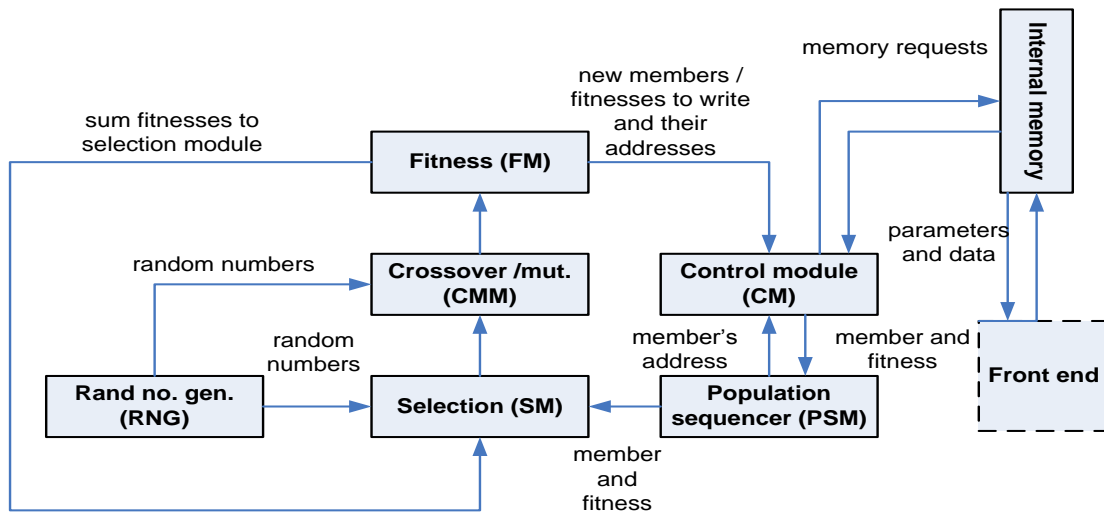 memory requests
Internal memory
new members /
fitnesses to write
and their
addresses
sum fitnesses to
selection module
Fitness (FM)
parameters
and data
random numbers
Crossover /mut.
(CMM)
Control module
(CM)
random
numbers
member's
address
member and
fitness
Front end
Rand no. gen.
(RNG)
Selection (SM)
Population
sequencer (PSM)
member
and
fitness